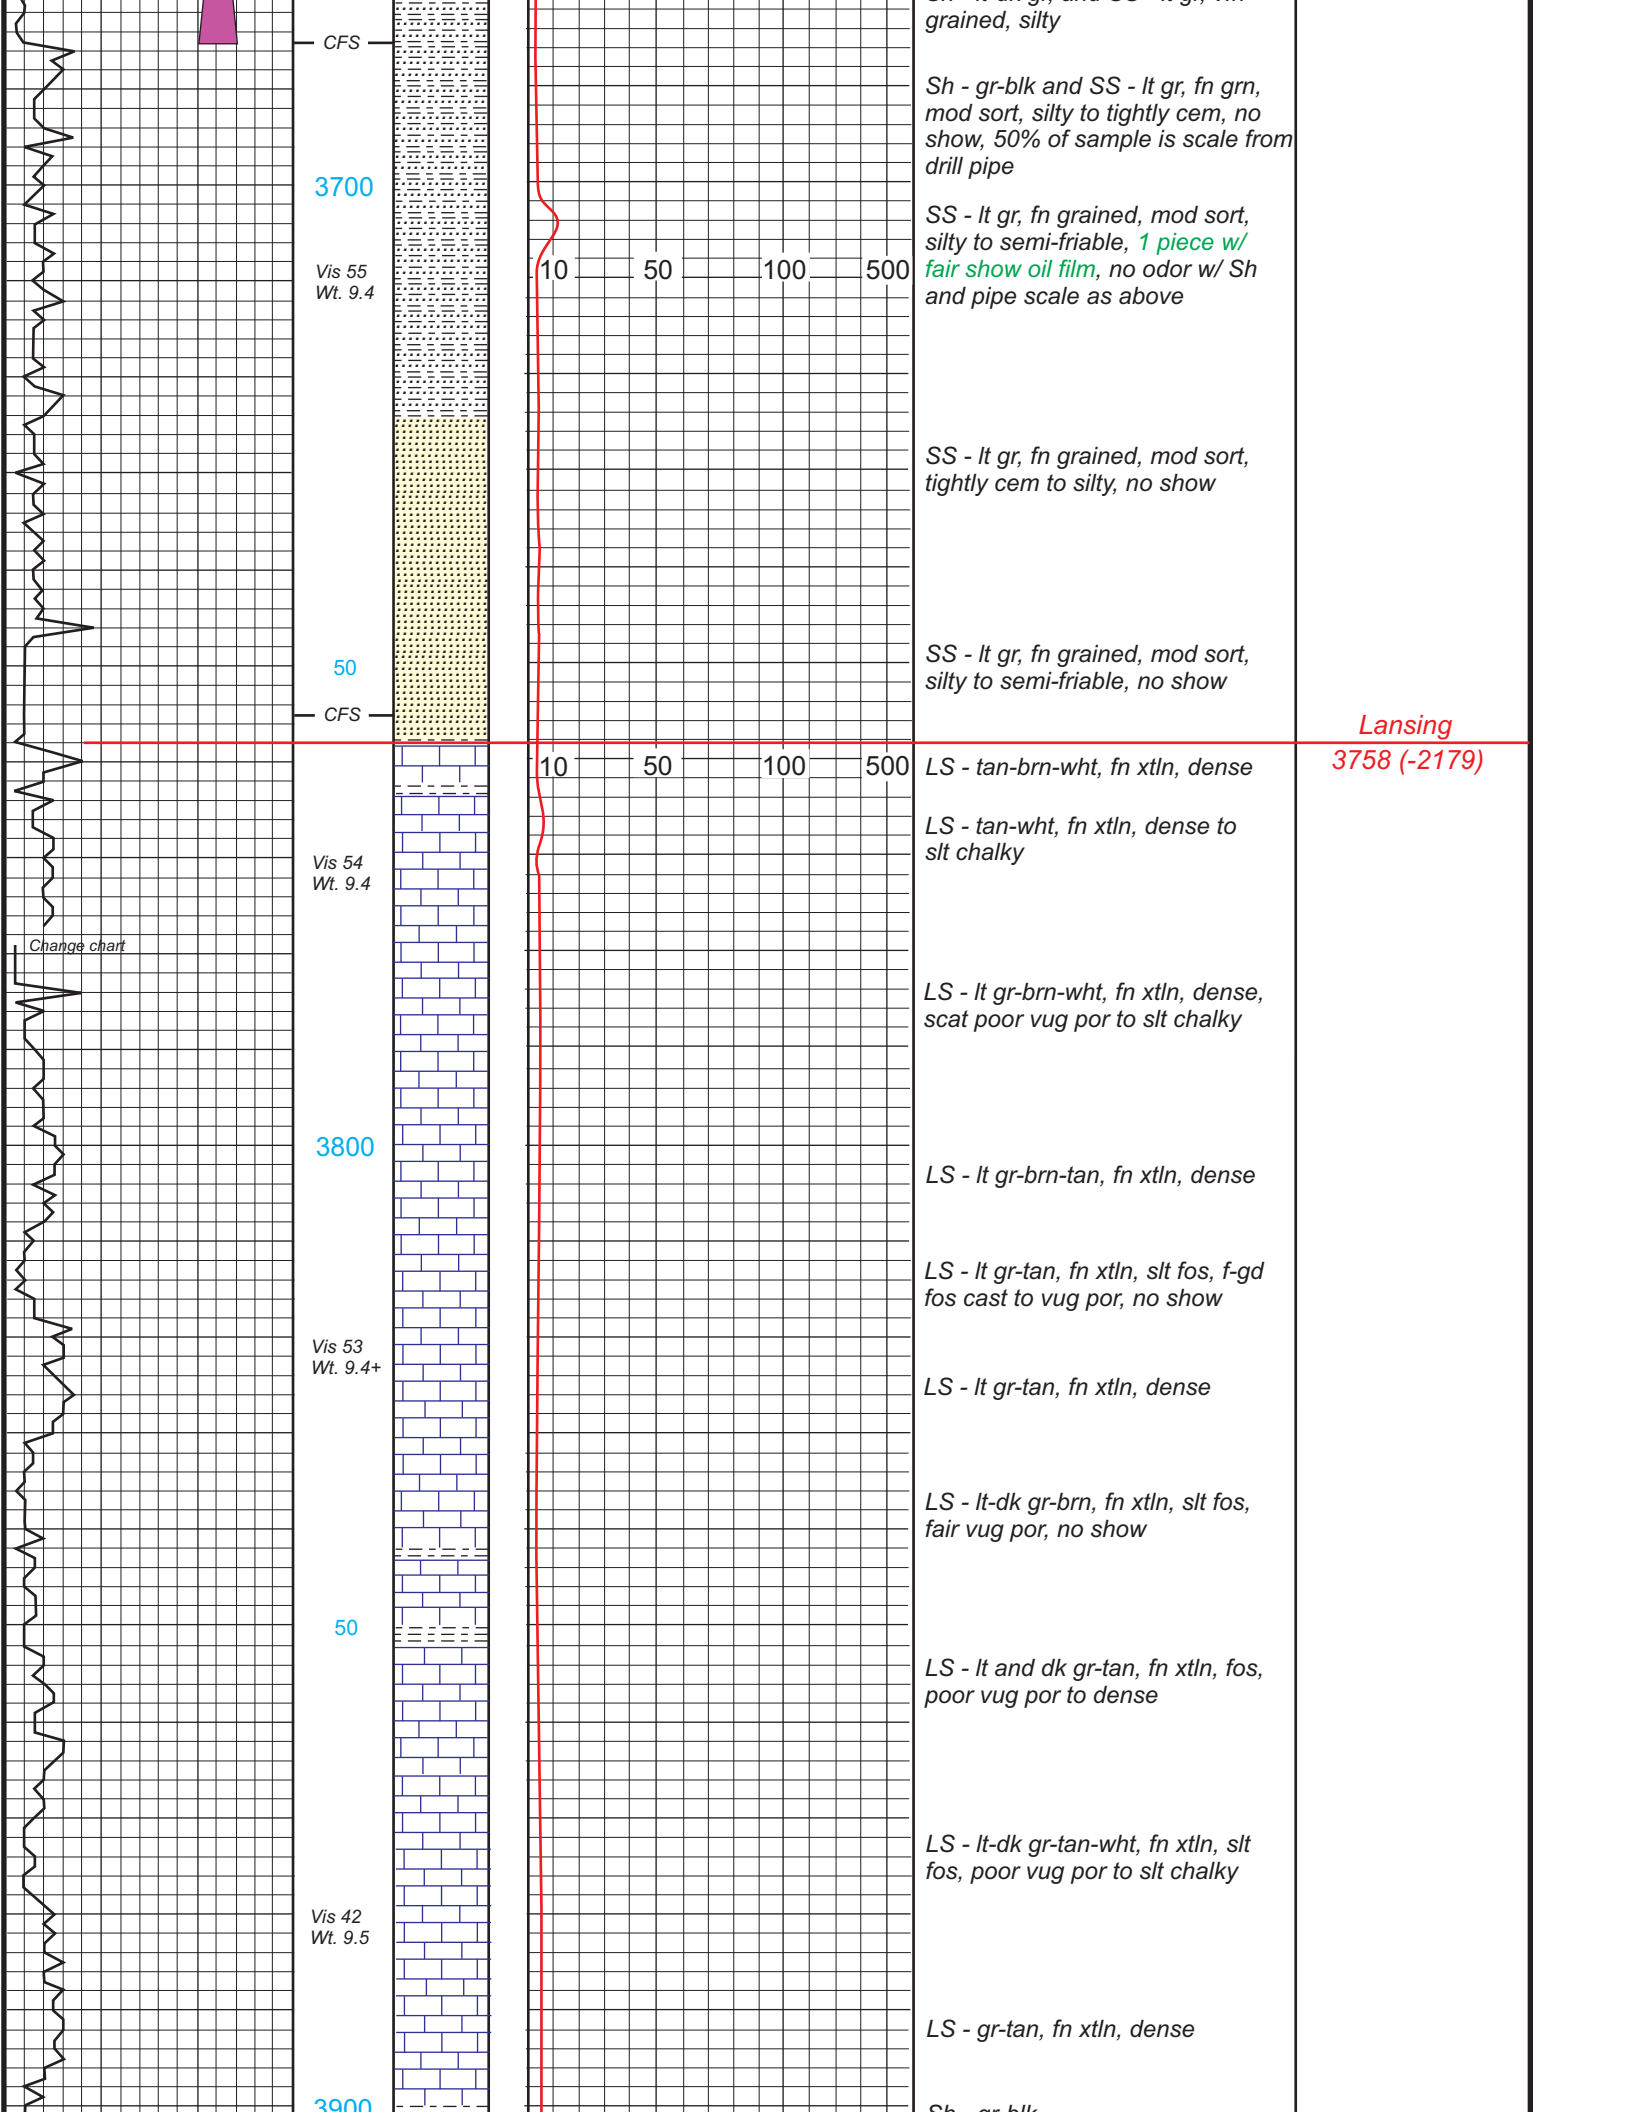 grained, silty
CFS
Sh - gr-blk and SS - lt gr, fn grn,
mod sort, silty to tightly cem, no
show, 50% of sample is scale from
drill pipe
3700
SS - lt gr, fn grained, mod sort,
silty to semi-friable, 1 piece w/
fair show oil film, no odor w/ Sh
and pipe scale as above
Vis 55
Wt. 9.4
10 50 100 500
SS - lt gr, fn grained, mod sort,
tightly cem to silty, no show
50
SS - lt gr, fn grained, mod sort,
silty to semi-friable, no show
CFS
Lansing
3758 (-2179)
10 50 100 500
LS - tan-brn-wht, fn xtln, dense
LS - tan-wht, fn xtln, dense to
slt chalky
Vis 54
Wt. 9.4
Change chart
LS - lt gr-brn-wht, fn xtln, dense,
scat poor vug por to slt chalky
3800
LS - lt gr-brn-tan, fn xtln, dense
LS - lt gr-tan, fn xtln, slt fos, f-gd
fos cast to vug por, no show
Vis 53
Wt. 9.4+
LS - lt gr-tan, fn xtln, dense
LS - lt-dk gr-brn, fn xtln, slt fos,
fair vug por, no show
50
LS - lt and dk gr-tan, fn xtln, fos,
poor vug por to dense
LS - lt-dk gr-tan-wht, fn xtln, slt
fos, poor vug por to slt chalky
Vis 42
Wt. 9.5
LS - gr-tan, fn xtln, dense
3900
Sh - gr-blk